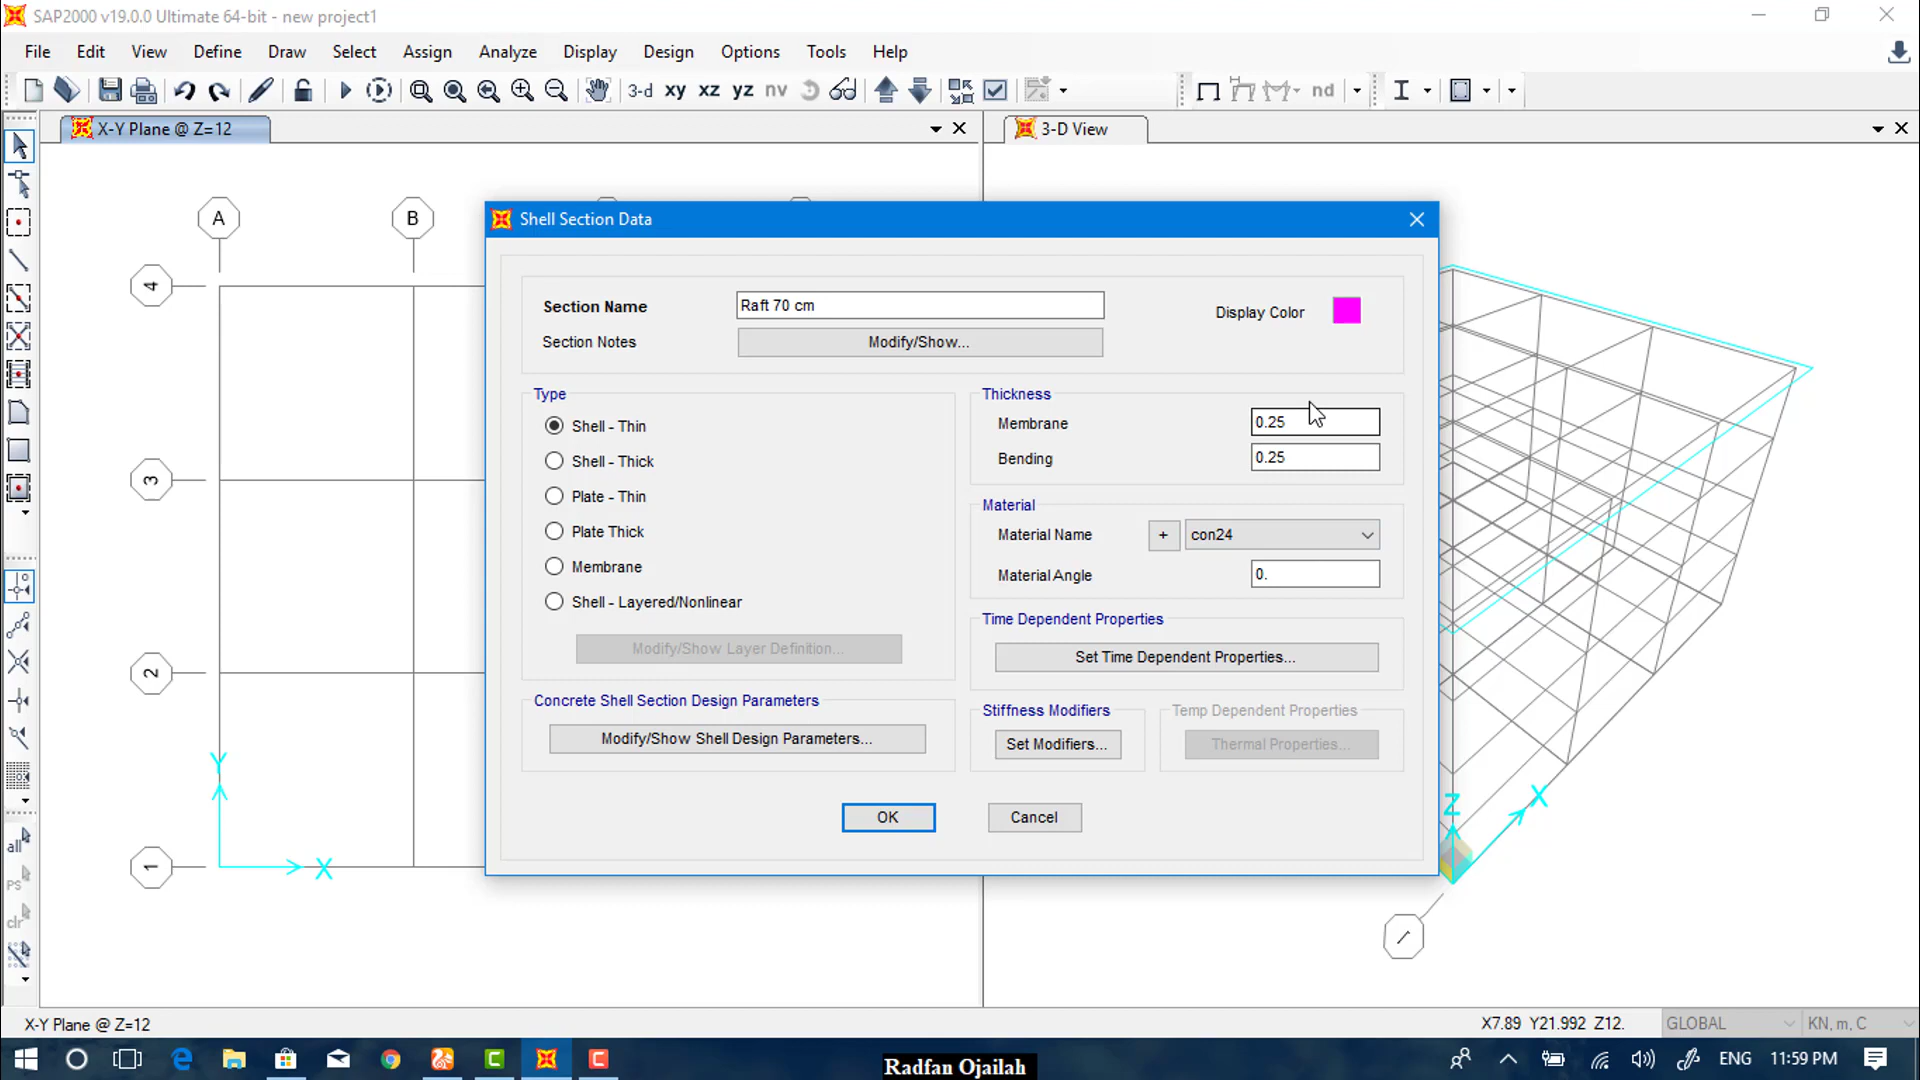 SAP2000 v19.0.0 Ultimate 64-bit - new project1
File Edit View Define Draw Select Assign Analyze Display Design Options Tools Help
3-d xy xz yz nv nd
X-Y Plane @ Z=12
3-D View
A
B
4
3
2
1
Y
X
Shell Section Data
Section Name
Raft 70 cm
Display Color
Section Notes
Modify/Show...
Type
Shell - Thin
Shell - Thick
Plate - Thin
Plate Thick
Membrane
Shell - Layered/Nonlinear
Modify/Show Layer Definition...
Concrete Shell Section Design Parameters
Modify/Show Shell Design Parameters...
Thickness
Membrane
0.25
Bending
0.25
Material
Material Name
+
con24
Material Angle
0.
Time Dependent Properties
Set Time Dependent Properties...
Stiffness Modifiers
Set Modifiers...
Temp Dependent Properties
Thermal Properties...
OK
Cancel
Z
X
all
ps
clr
X-Y Plane @ Z=12
X7.89 Y21.992 Z12.
GLOBAL
KN, m, C
Radfan Ojailah
ENG
11:59 PM